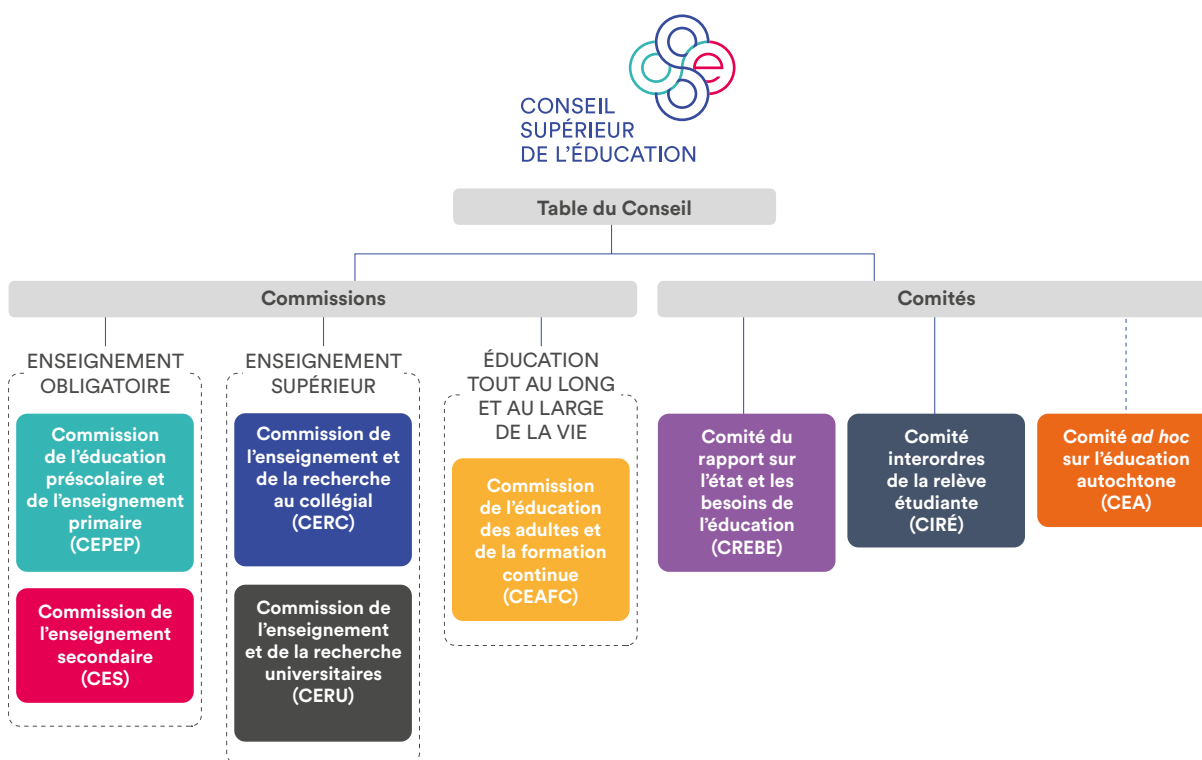 CONSEIL
SUPÉRIEUR
DE L'ÉDUCATION
Table du Conseil
Commissions
Comités
ENSEIGNEMENT
OBLIGATOIRE
Commission
de l'éducation
préscolaire et
de l'enseignement
primaire
(CEPEP)
Commission de
l'enseignement
secondaire
(CES)
ENSEIGNEMENT
SUPÉRIEUR
Commission de
l'enseignement et
de la recherche
au collégial
(CERC)
Commission de
l'enseignement
et de la recherche
universitaires
(CERU)
ÉDUCATION
TOUT AU LONG
ET AU LARGE
DE LA VIE
Commission
de l'éducation
des adultes et
de la formation
continue
(CEAFC)
Comité du
rapport sur
l'état et les
besoins de
l'éducation
(CREBE)
Comité
interordres
de la relève
étudiante
(CIRÉ)
Comité ad hoc
sur l'éducation
autochtone
(CEA)